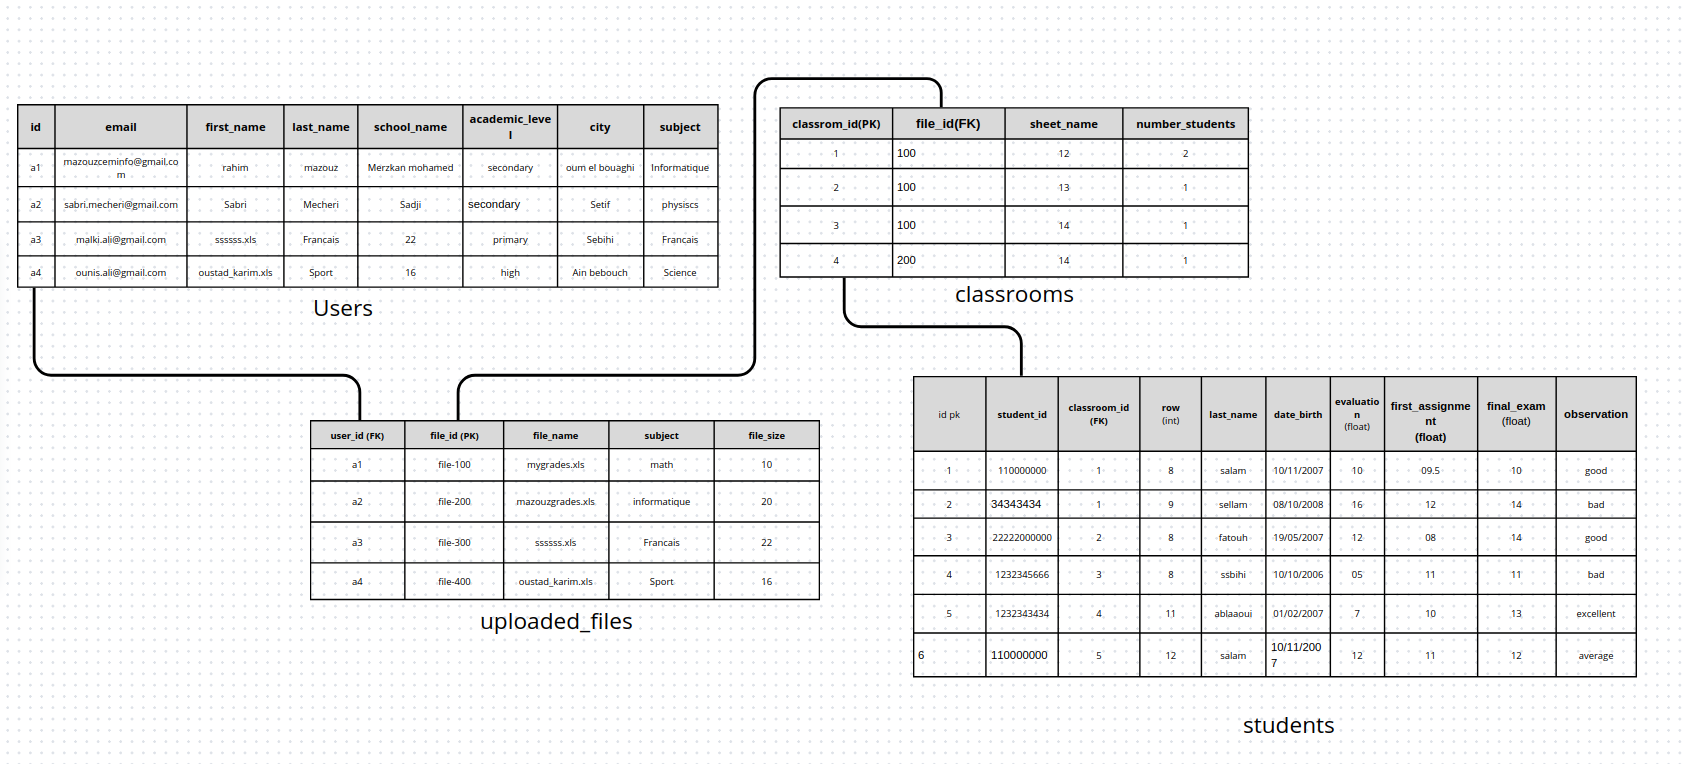 id email first_name last_name school_name academic_leve
l city subject
a1 mazouzceminfo@gmail.co
m rahim mazouz Merzkan mohamed secondary oum el bouaghi Informatique
a2 sabri.mecheri@gmail.com Sabri Mecheri Sadji secondary Setif physiscs
a3 malki.ali@gmail.com ssssss.xls Francais 22 primary Sebihi Francais
a4 ounis.ali@gmail.com oustad_karim.xls Sport 16 high Ain bebouch Science
Users
classrom_id(PK) file_id(FK) sheet_name number_students
1 100 12 2
2 100 13 1
3 100 14 1
4 200 14 1
classrooms
user_id (FK) file_id (PK) file_name subject file_size
a1 file-100 mygrades.xls math 10
a2 file-200 mazouzgrades.xls informatique 20
a3 file-300 ssssss.xls Francais 22
a4 file-400 oustad_karim.xls Sport 16
uploaded_files
id pk student_id classroom_id
(FK) row
(int) last_name date_birth evaluatio
n
(float) first_assignme
nt
(float) final_exam
(float) observation
1 110000000 1 8 salam 10/11/2007 10 09.5 10 good
2 34343434 1 9 sellam 08/10/2008 16 12 14 bad
3 22222000000 2 8 fatouh 19/05/2007 12 08 14 good
4 1232345666 3 8 ssbihi 10/10/2006 05 11 11 bad
5 1232343434 4 11 ablaaoui 01/02/2007 7 10 13 excellent
6 110000000 5 12 salam 10/11/200
7 12 11 12 average
students